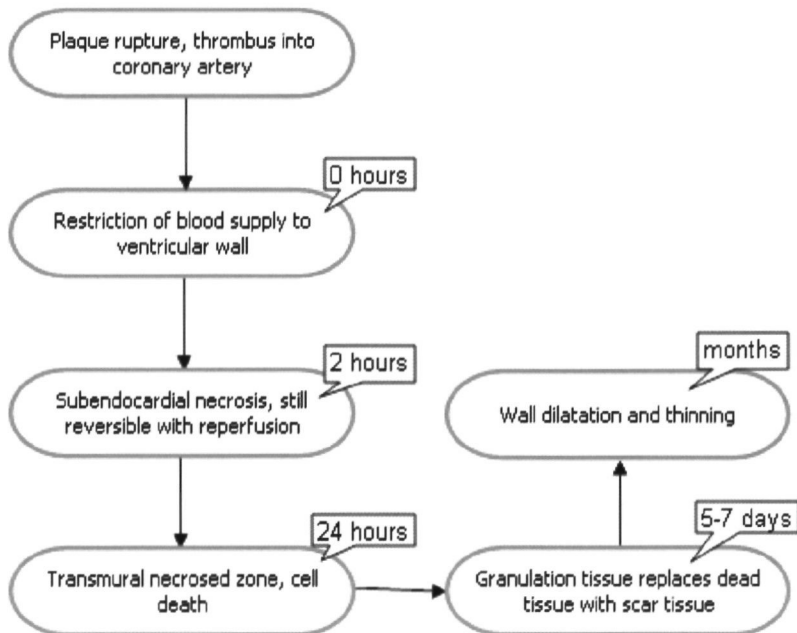 Plaque rupture, thrombus into
coronary artery
0 hours
Restriction of blood supply to
ventricular wall
2 hours
Subendocardial necrosis, still
reversible with reperfusion
24 hours
Transmural necrosed zone, cell
death
5-7 days
Granulation tissue replaces dead
tissue with scar tissue
months
Wall dilatation and thinning